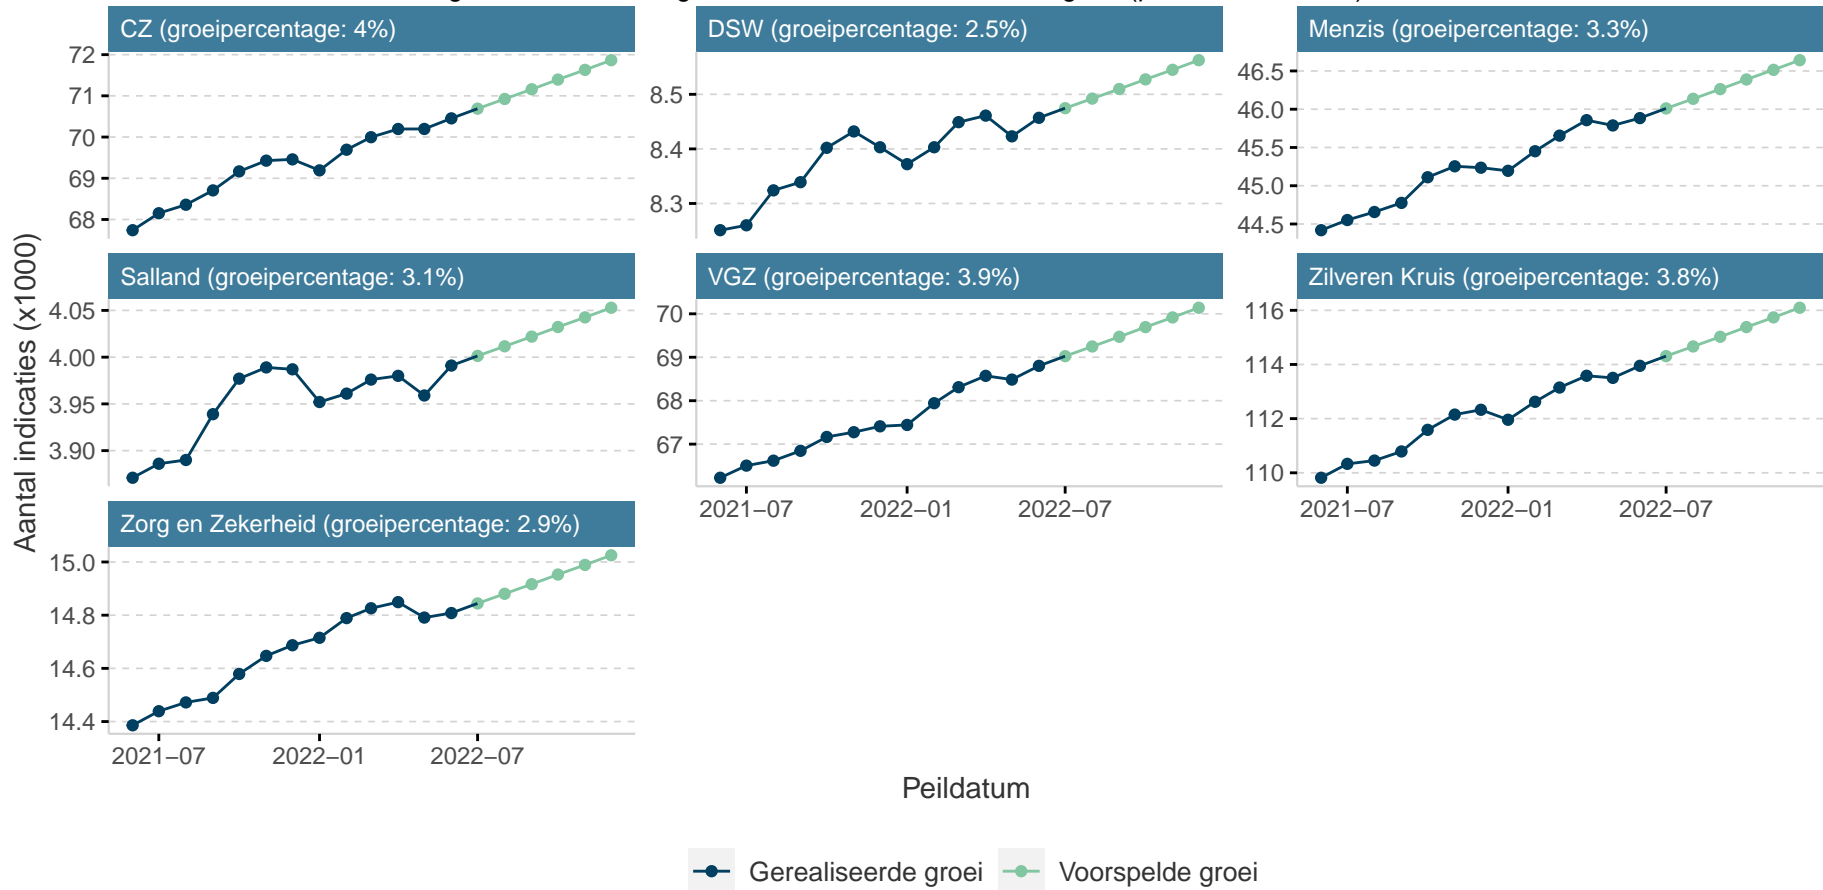 CZ (groeipercentage: 4%)
DSW (groeipercentage: 2.5%)
Menzis (groeipercentage: 3.3%)
72
71
70
69
68
8.5
8.4
8.3
46.5
46.0
45.5
45.0
44.5
Aantal indicaties (x1000)
Salland (groeipercentage: 3.1%)
VGZ (groeipercentage: 3.9%)
Zilveren Kruis (groeipercentage: 3.8%)
4.05
4.00
3.95
3.90
70
69
68
67
116
114
112
110
2021–07 2022–01 2022–07
2021–07 2022–01 2022–07
Zorg en Zekerheid (groeipercentage: 2.9%)
15.0
14.8
14.6
14.4
2021–07 2022–01 2022–07
Peildatum
Gerealiseerde groei Voorspelde groei